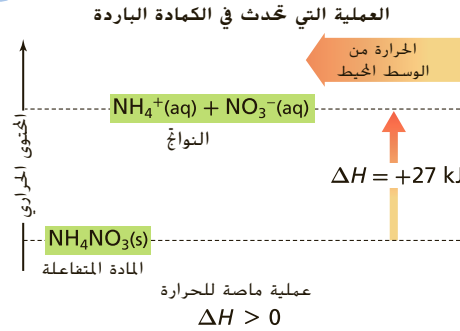 العملية التي تحدث في الكمادة الباردة
الحرارة من
الوسط المحيط
المحتوى الحراري
NH₄⁺(aq) + NO₃⁻(aq)
النواتج
ΔH = +27 kJ
NH₄NO₃(s)
المادة المتفاعلة
عملية ماصة للحرارة
ΔH > 0